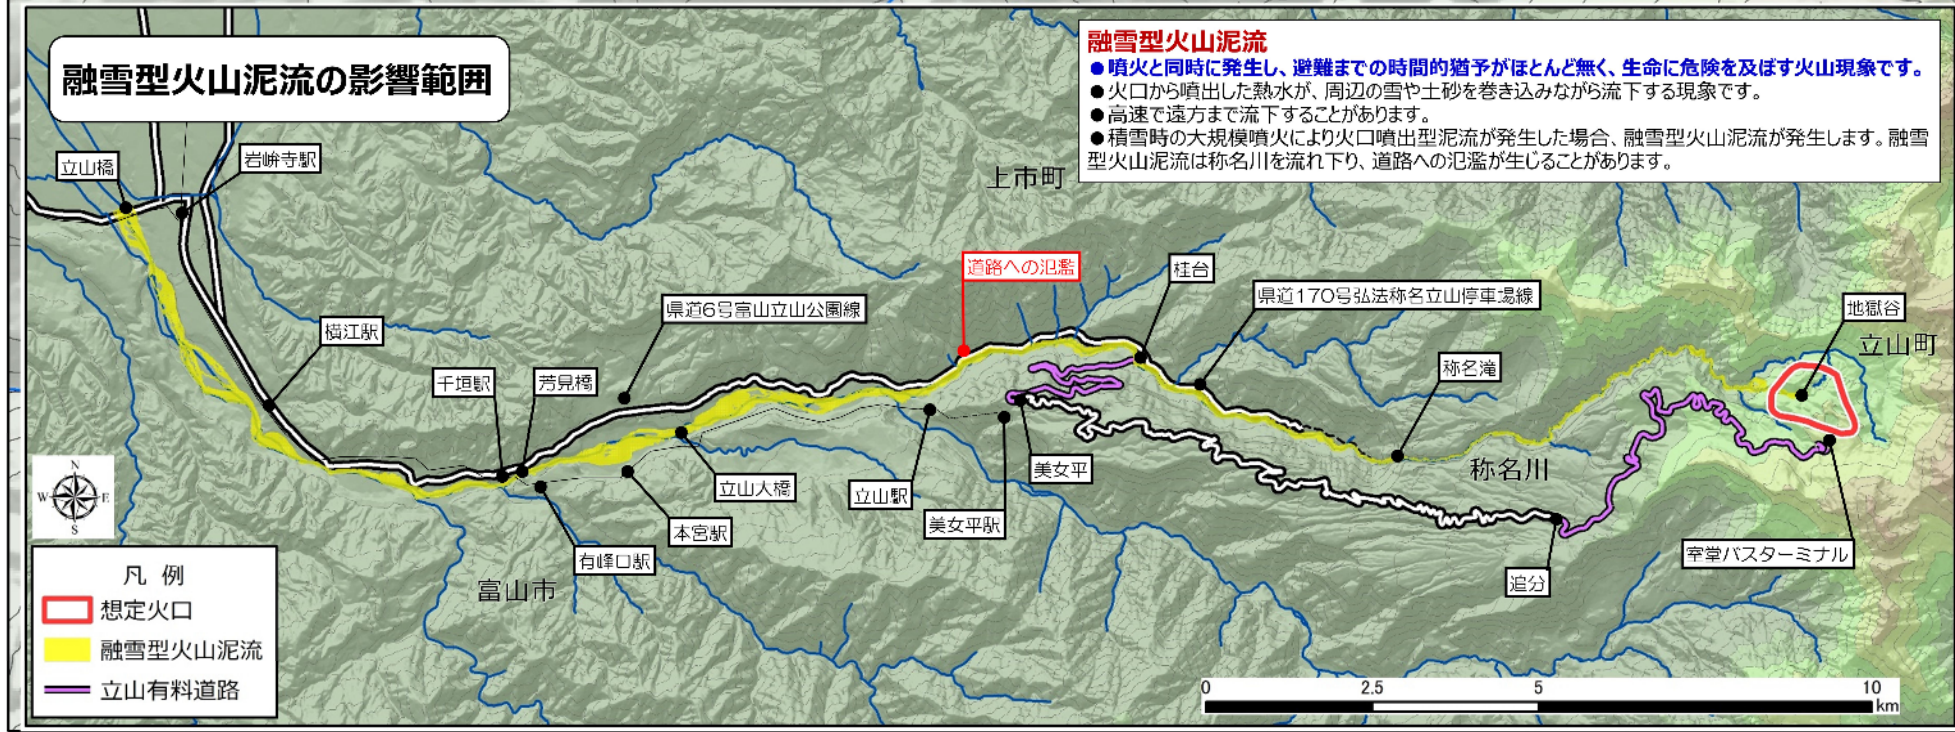 融雪型火山泥流の影響範囲
融雪型火山泥流
●噴火と同時に発生し、避難までの時間的猶予がほとんど無く、生命に危険を及ぼす火山現象です。
●火口から噴出した熱水が、周辺の雪や土砂を巻き込みながら流下する現象です。
●高速で遠方まで流下することがあります。
●積雪時の大規模噴火により火口噴出型泥流が発生した場合、融雪型火山泥流が発生します。融雪
型火山泥流は称名川を流れ下り、道路への氾濫が生じることがあります。
立山橋
岩峅寺駅
上市町
道路への氾濫
桂台
県道170号弘法称名立山停車場線
地獄谷
立山町
県道6号富山立山公園線
横江駅
千垣駅
芳見橋
称名滝
称名川
立山大橋
立山駅
美女平
美女平駅
本宮駅
有峰口駅
富山市
追分
室堂バスターミナル
N
W
E
S
凡 例
想定火口
融雪型火山泥流
立山有料道路
0
2.5
5
10
km